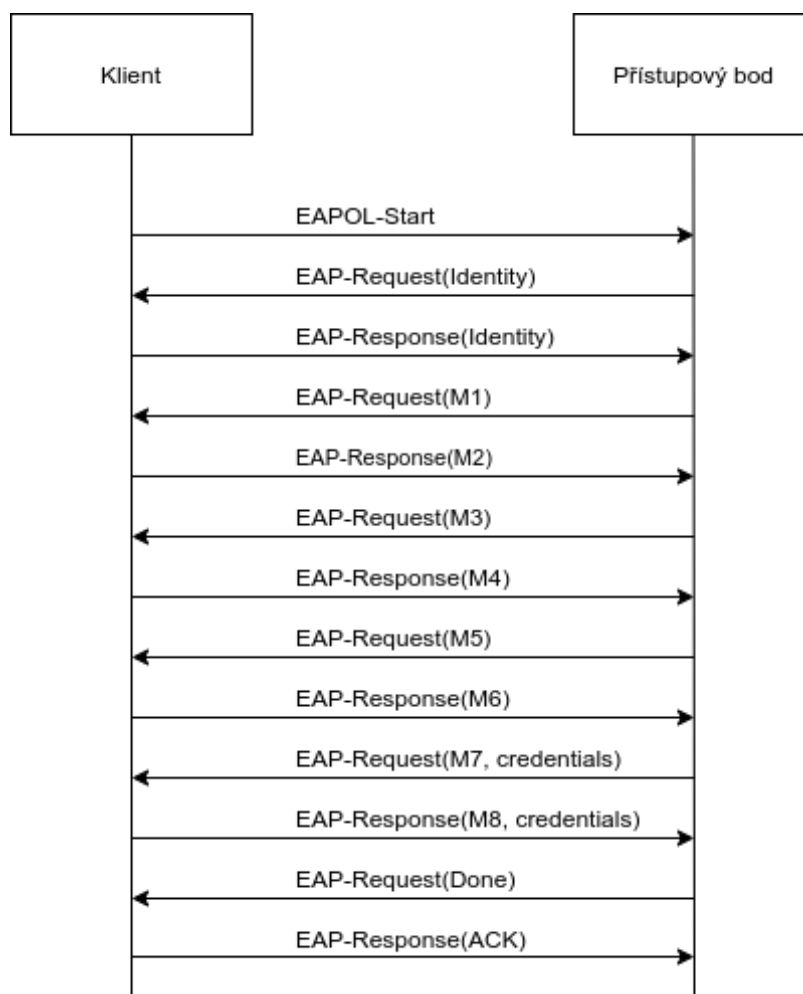 Klient
Přístupový bod
EAPOL-Start
EAP-Request(Identity)
EAP-Response(Identity)
EAP-Request(M1)
EAP-Response(M2)
EAP-Request(M3)
EAP-Response(M4)
EAP-Request(M5)
EAP-Response(M6)
EAP-Request(M7, credentials)
EAP-Response(M8, credentials)
EAP-Request(Done)
EAP-Response(ACK)